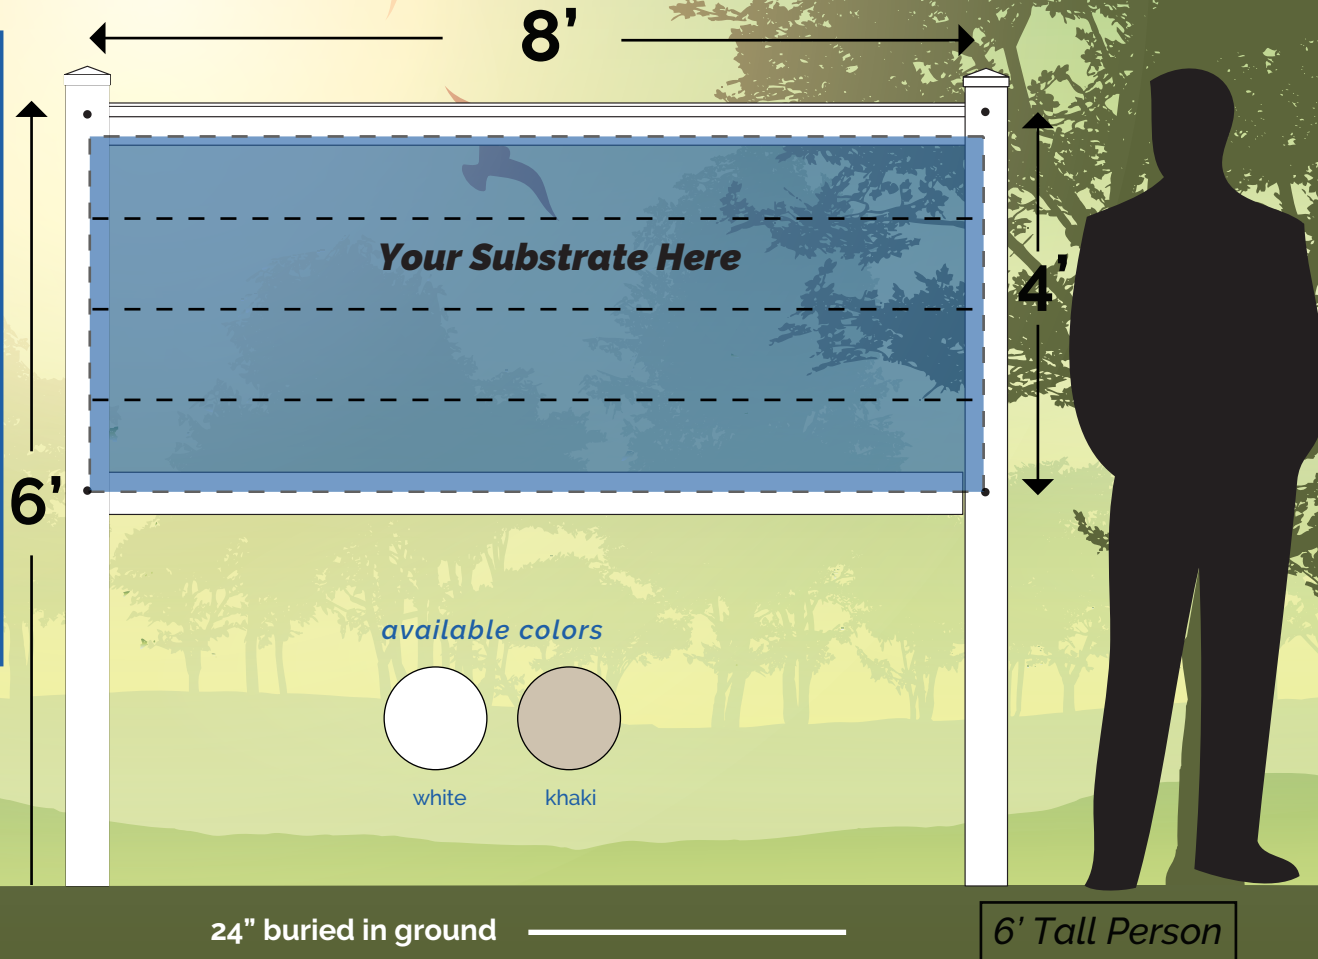 8’
Your Substrate Here
4’
6’
available colors
white
khaki
24” buried in ground
6’ Tall Person